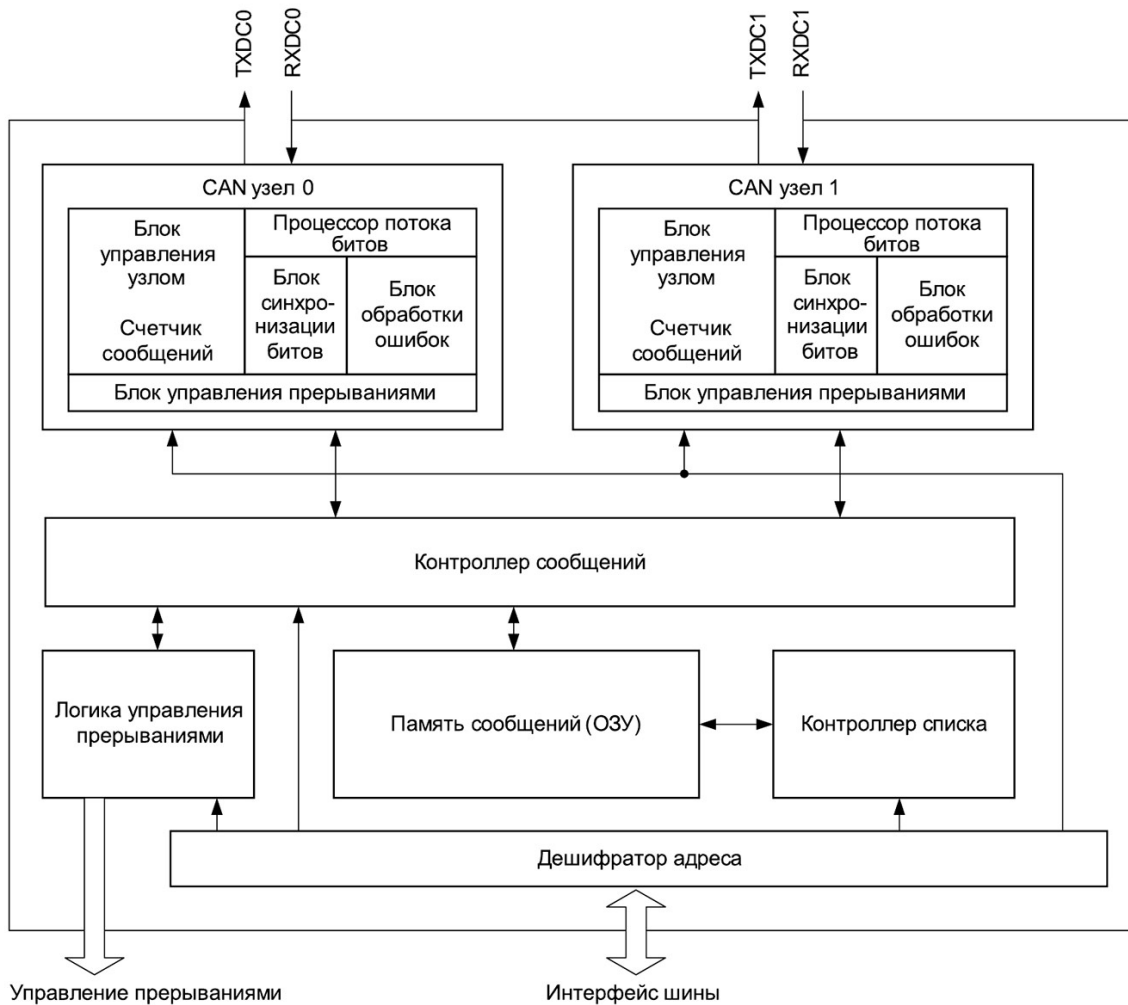 TXDC0
RXDC0
TXDC1
RXDC1
CAN узел 0
Блок
управления
узлом
Счетчик
сообщений
Процессор потока
битов
Блок
синхро-
низации
битов
Блок
обработки
ошибок
Блок управления прерываниями
CAN узел 1
Блок
управления
узлом
Счетчик
сообщений
Процессор потока
битов
Блок
синхро-
низации
битов
Блок
обработки
ошибок
Блок управления прерываниями
Контроллер сообщений
Логика управления
прерываниями
Память сообщений (ОЗУ)
Контроллер списка
Дешифратор адреса
Управление прерываниями
Интерфейс шины